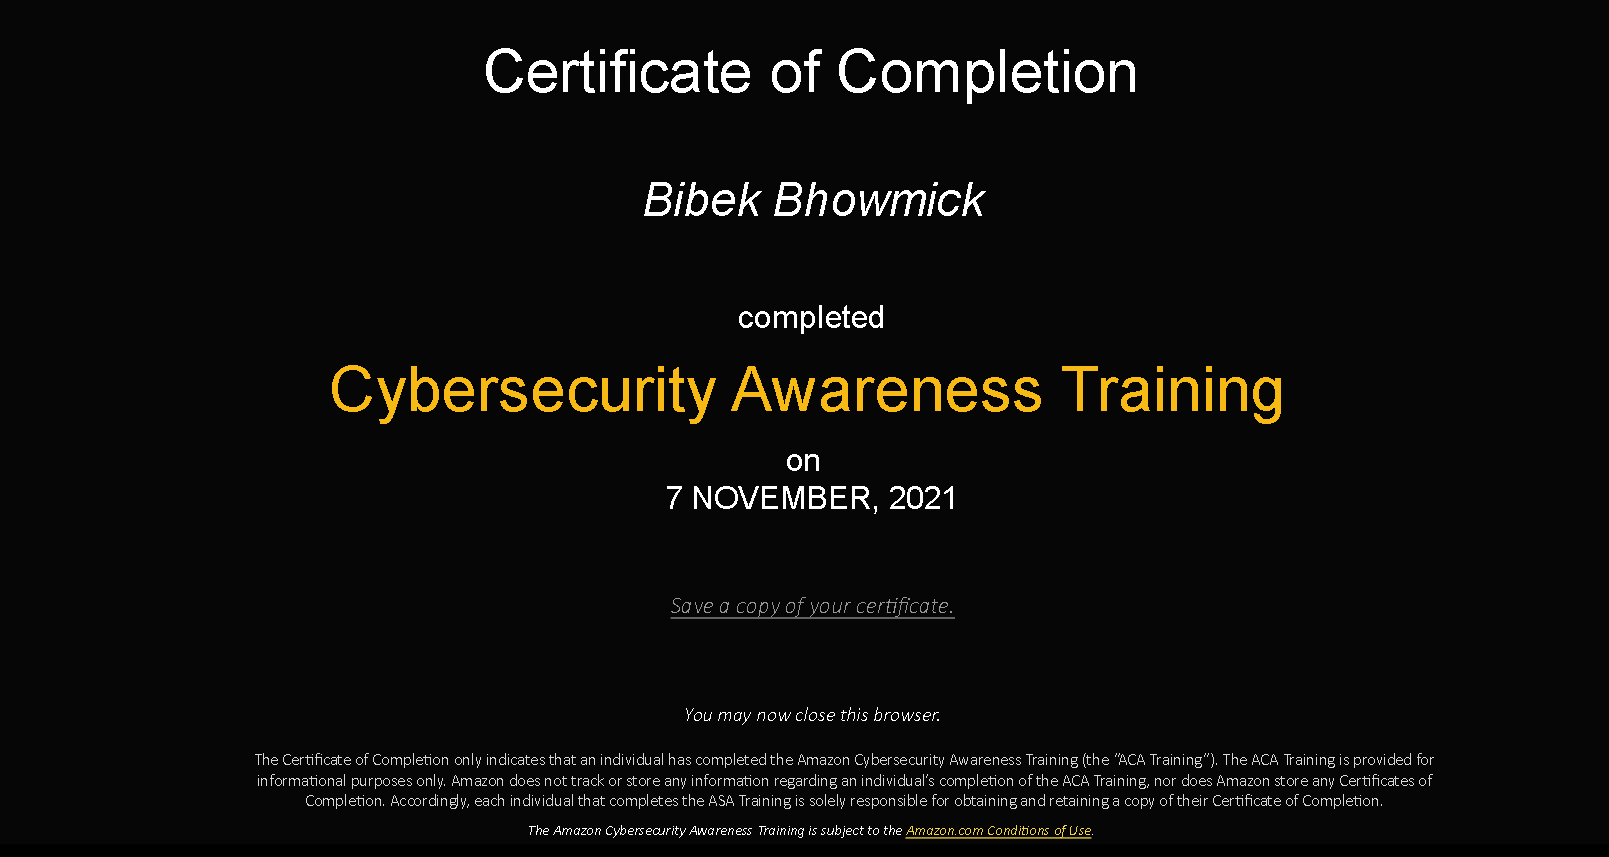 Certificate of Completion
Bibek Bhowmick
completed
Cybersecurity Awareness Training
on
7 NOVEMBER, 2021
Save a copy of your certificate.
You may now close this browser.
The Certificate of Completion only indicates that an individual has completed the Amazon Cybersecurity Awareness Training (the “ACA Training”). The ACA Training is provided for
informational purposes only. Amazon does not track or store any information regarding an individual’s completion of the ACA Training, nor does Amazon store any Certificates of
Completion. Accordingly, each individual that completes the ASA Training is solely responsible for obtaining and retaining a copy of their Certificate of Completion.
The Amazon Cybersecurity Awareness Training is subject to the Amazon.com Conditions of Use.